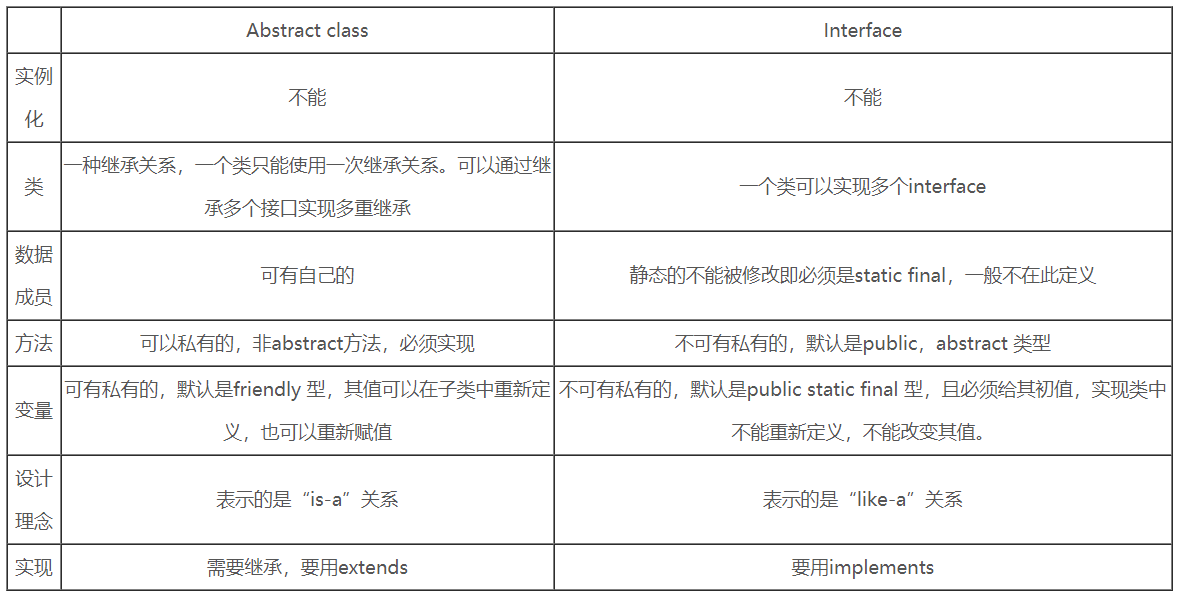 Abstract class
Interface
实例
化
不能
不能
类
一种继承关系，一个类只能使用一次继承关系。可以通过继
承多个接口实现多重继承
一个类可以实现多个interface
数据
成员
可有自己的
静态的不能被修改即必须是static final，一般不在此定义
方法
可以私有的，非abstract方法，必须实现
不可有私有的，默认是public，abstract 类型
变量
可有私有的，默认是friendly 型，其值可以在子类中重新定
义，也可以重新赋值
不可有私有的，默认是public static final 型，且必须给其初值，实现类中
不能重新定义，不能改变其值。
设计
理念
表示的是“is-a”关系
表示的是“like-a”关系
实现
需要继承，要用extends
要用implements